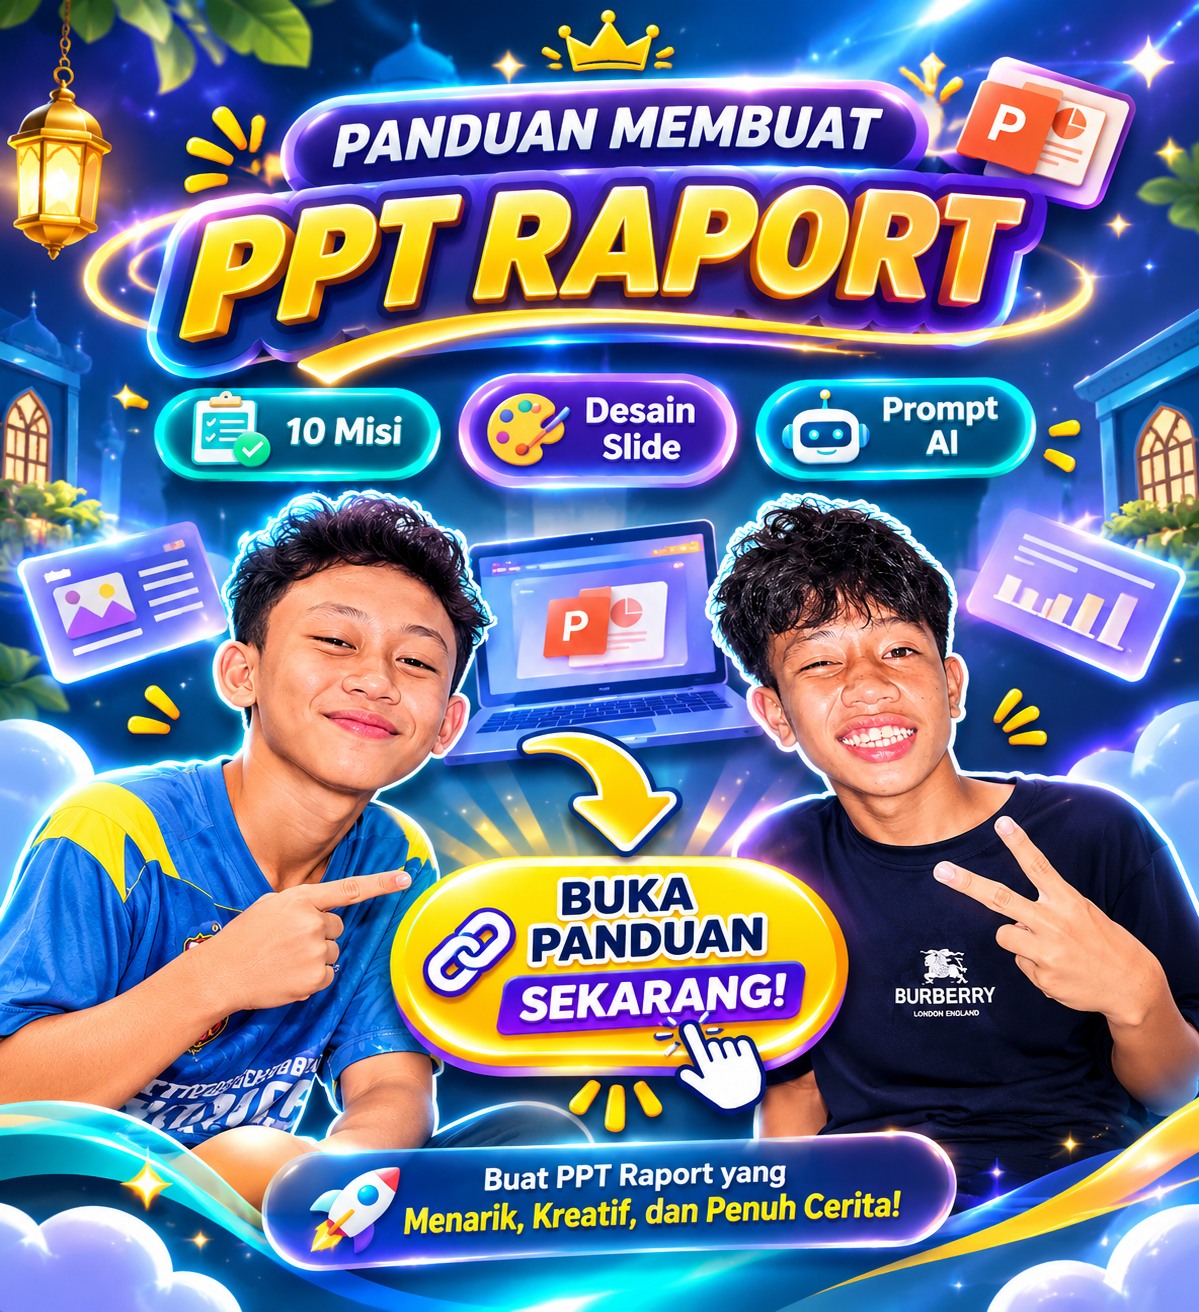 PANDUAN MEMBUAT
PPT RAPORT
P
10 Misi
Desain
Slide
Prompt
AI
P
BUKA
PANDUAN
SEKARANG!
BURBERRY
LONDON ENGLAND
Buat PPT Raport yang
Menarik, Kreatif, dan Penuh Cerita!